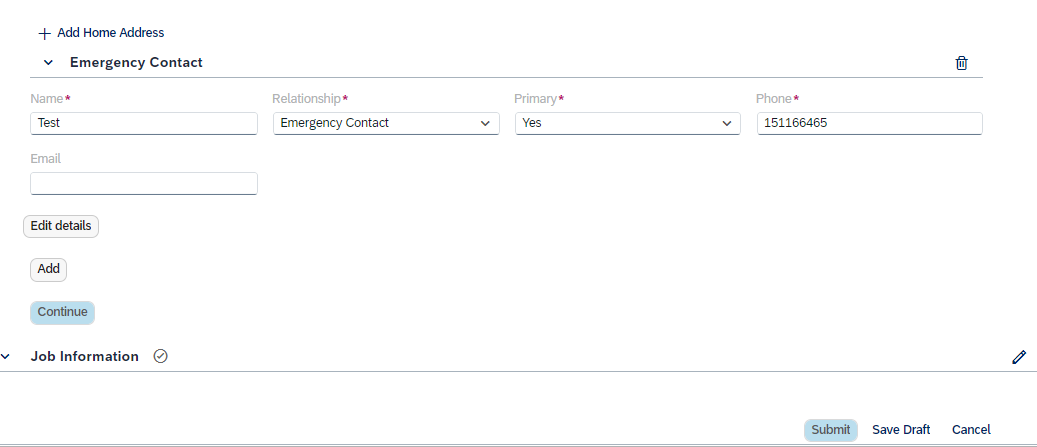 Add Home Address
Emergency Contact
Name* Relationship* Primary* Phone*
Test Emergency Contact Yes 151166465
Email
Edit details
Add
Continue
Job Information
Submit Save Draft Cancel